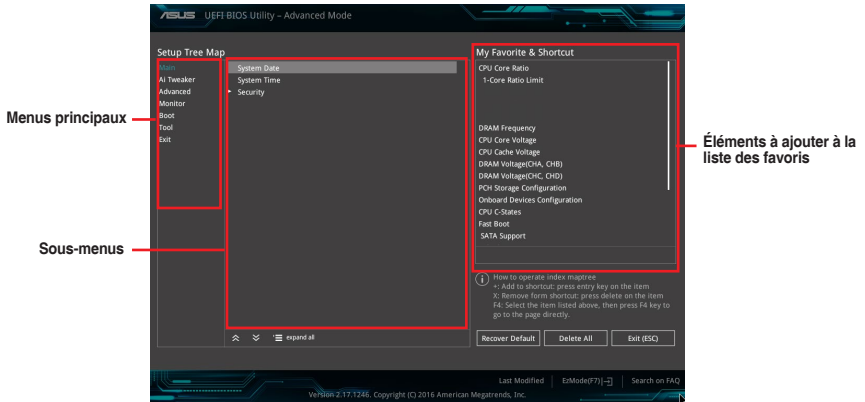 ASUS UEFI BIOS Utility – Advanced Mode
Setup Tree Map
Main
AI Tweaker
Advanced
Monitor
Boot
Tool
Exit
System Date
System Time
Security
expand all
My Favorite & Shortcut
CPU Core Ratio
1-Core Ratio Limit
DRAM Frequency
CPU Core Voltage
CPU Cache Voltage
DRAM Voltage(CHA, CHB)
DRAM Voltage(CHC, CHD)
PCH Storage Configuration
Onboard Devices Configuration
CPU C-States
Fast Boot
SATA Support
How to operate index maptree
+: Add to shortcut: press entry key on the item
X: Remove form shortcut: press delete on the item
F4: Select the item listed above, then press F4 key to
go to the page directly.
Recover Default
Delete All
Exit (ESC)
Last Modified
EzMode(F7)
Search on FAQ
Version 2.17.1246. Copyright (C) 2016 American Megatrends, Inc.
Menus principaux
Sous-menus
Éléments à ajouter à la
liste des favoris